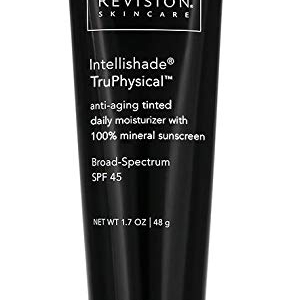 REVISION®
SKINCARE
Intellishade®
TruPhysical™
anti-aging tinted
daily moisturizer with
100% mineral sunscreen
Broad-Spectrum
SPF 45
NET WT 1.7 OZ | 48 g